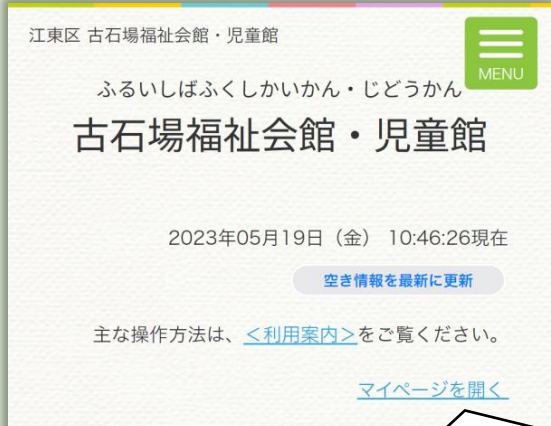 江東区 古石場福祉会館・児童館
MENU
ふるいしばふくしかいかん・じどうかん
古石場福祉会館・児童館
2023年05月19日（金） 10:46:26現在
空き情報を最新に更新
主な操作方法は、＜利用案内＞をご覧ください。
マイページを開く